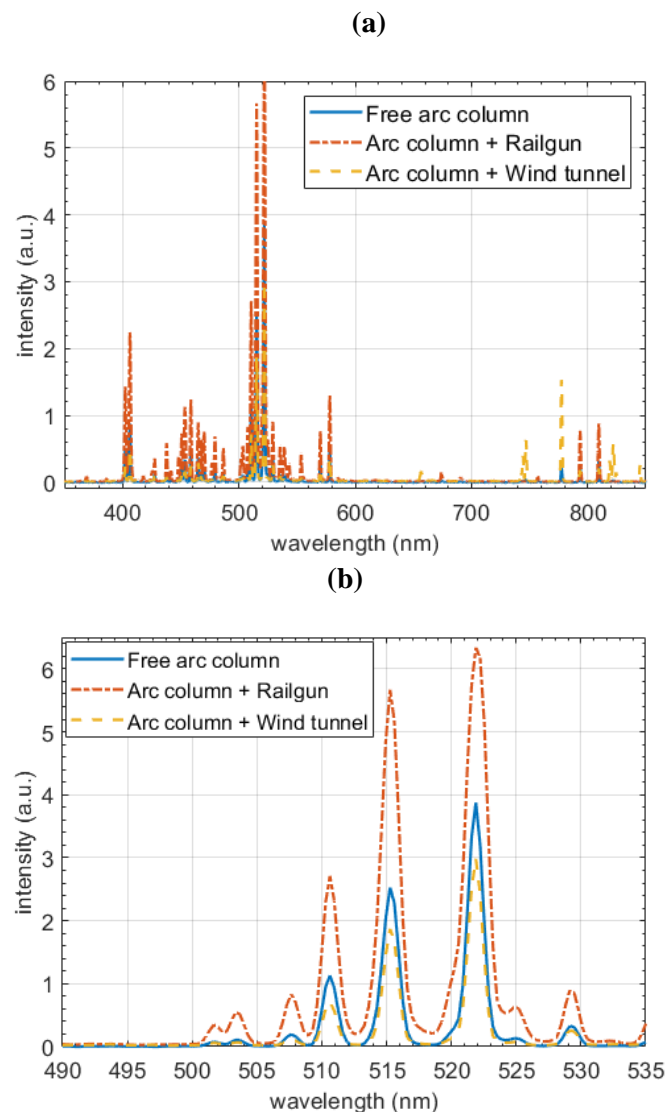 (a)
6
5
4
3
2
1
0
intensity (a.u.)
Free arc column
Arc column + Railgun
Arc column + Wind tunnel
400 500 600 700 800
wavelength (nm)
(b)
6
5
4
3
2
1
0
intensity (a.u.)
Free arc column
Arc column + Railgun
Arc column + Wind tunnel
490 495 500 505 510 515 520 525 530 535
wavelength (nm)